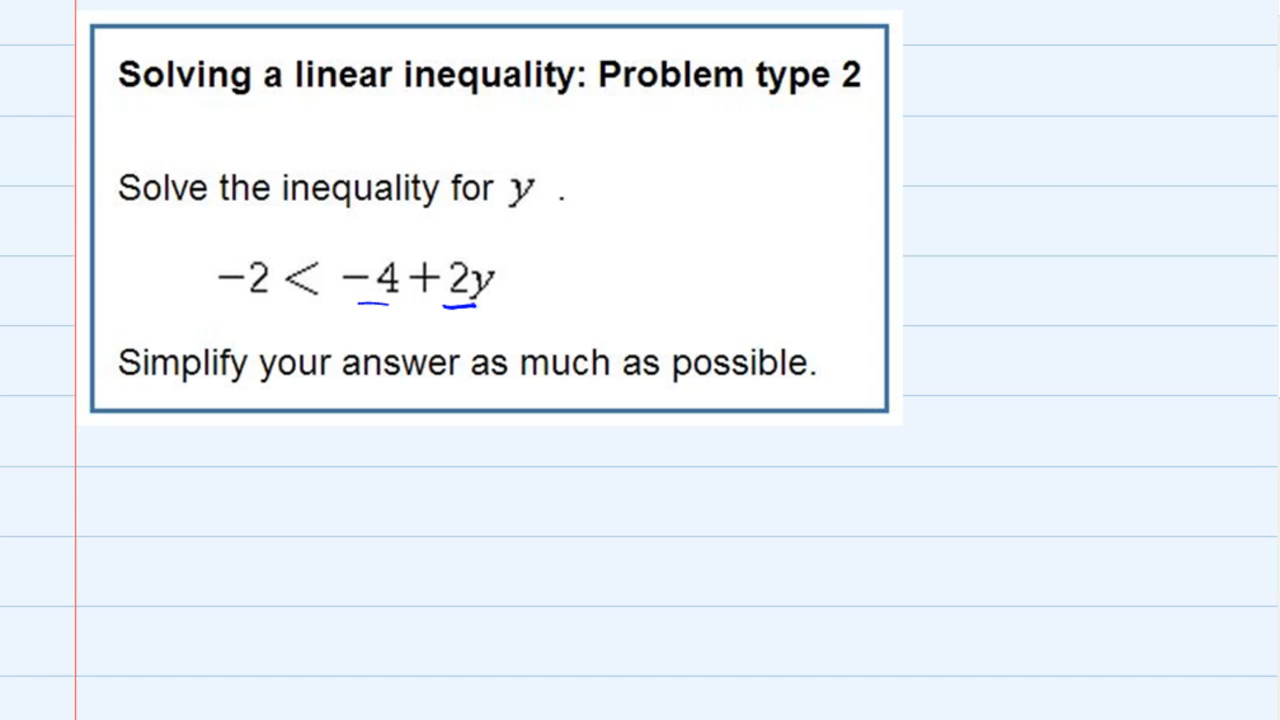 Solving a linear inequality: Problem type 2
Solve the inequality for y .
−2 < −4+2y
Simplify your answer as much as possible.